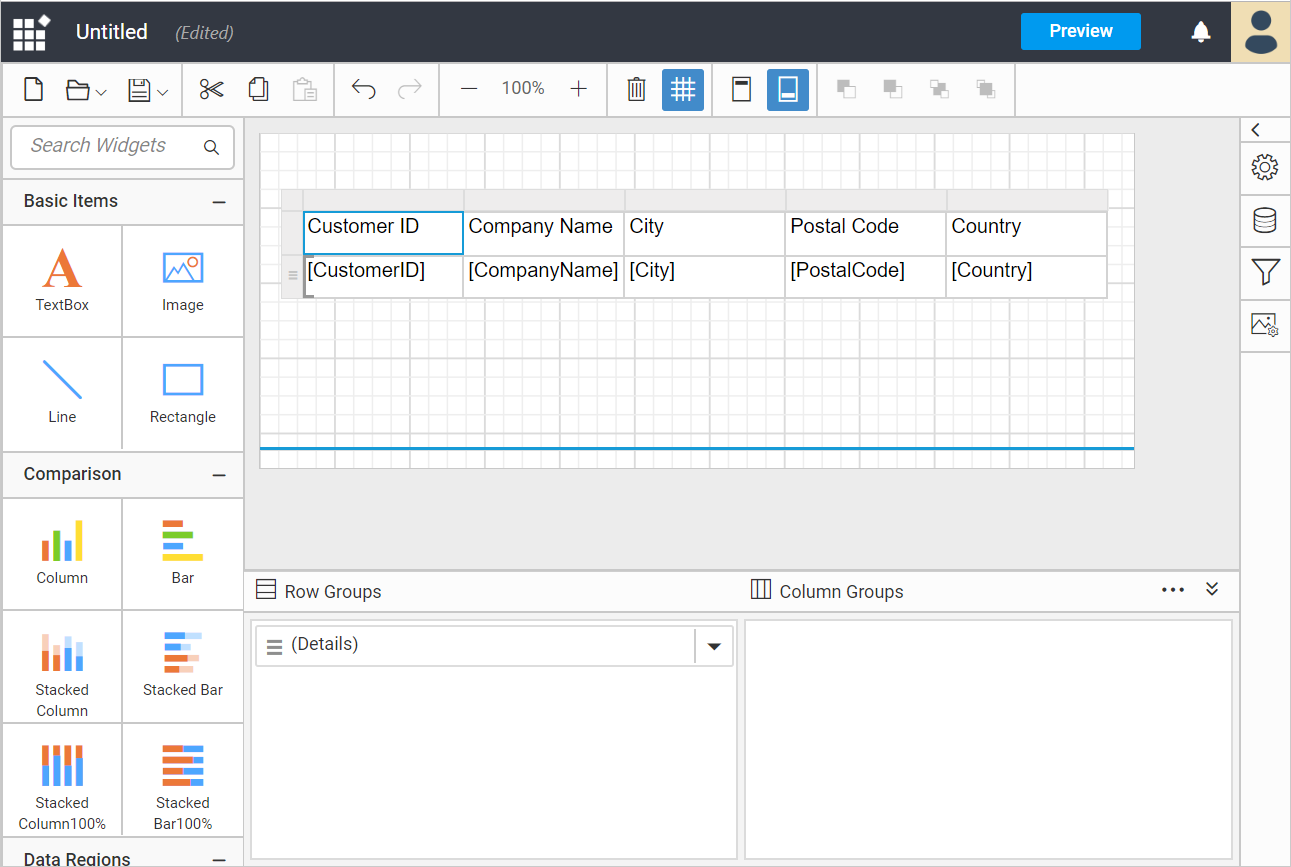 Untitled (Edited) Preview
100%
Search Widgets
Basic Items
TextBox Image
Line Rectangle
Comparison
Column Bar
Stacked Column Stacked Bar
Stacked Column100% Stacked Bar100%
Data Regions
Customer ID Company Name City Postal Code Country
[CustomerID] [CompanyName] [City] [PostalCode] [Country]
Row Groups Column Groups
(Details)